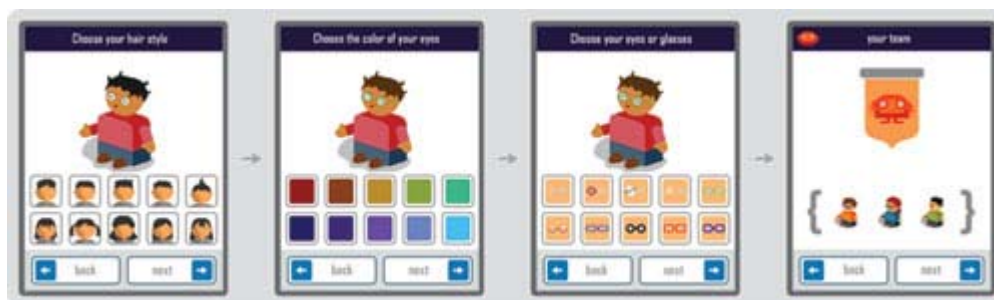 Choose your hair style
back
next
Choose the color of your eyes
back
next
Choose your eyes or glasses
back
next
your team
back
next